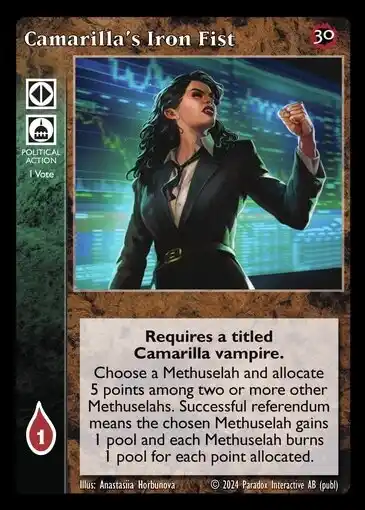 Camarilla's Iron Fist
30
POLITICAL
ACTION
1 Vote
Requires a titled
Camarilla vampire.
Choose a Methuselah and allocate
5 points among two or more other
Methuselahs. Successful referendum
means the chosen Methuselah gains
1 pool and each Methuselah burns
1 pool for each point allocated.
1
Illus: Anastasiia Horbunova © 2024 Paradox Interactive AB (publ)